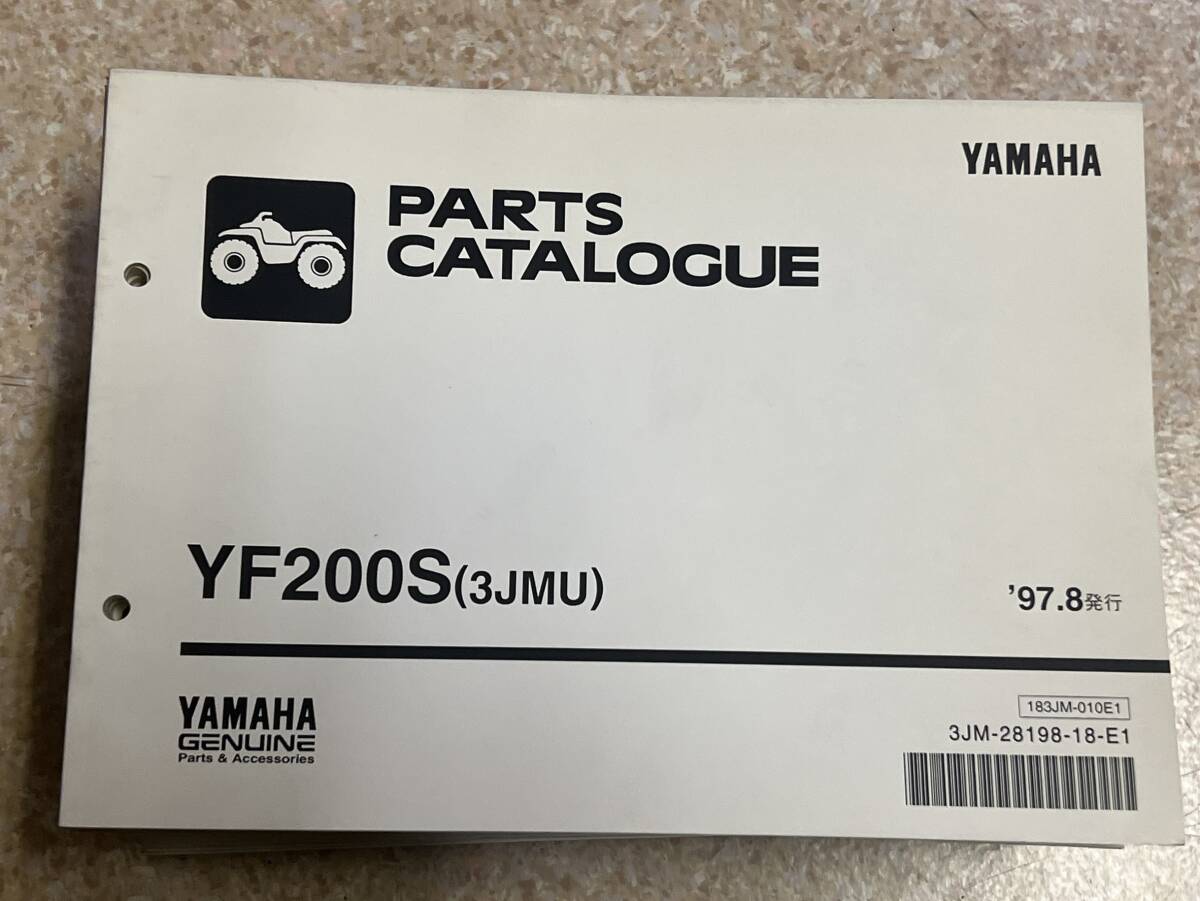 YAMAHA
PARTS
CATALOGUE
YF200S(3JMU)
'97.8発行
YAMAHA
GENUINE
Parts & Accessories
183JM-010E1
3JM-28198-18-E1